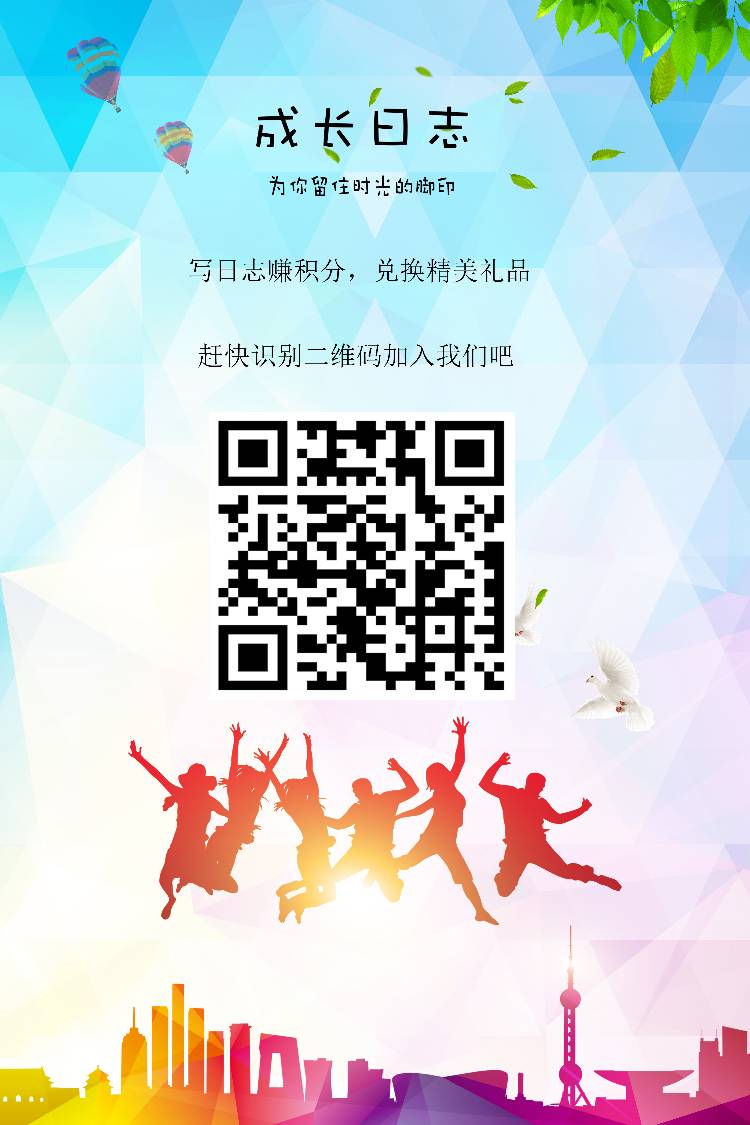 成长日志
为你留住时光的脚印
写日志赚积分，兑换精美礼品
赶快识别二维码加入我们吧